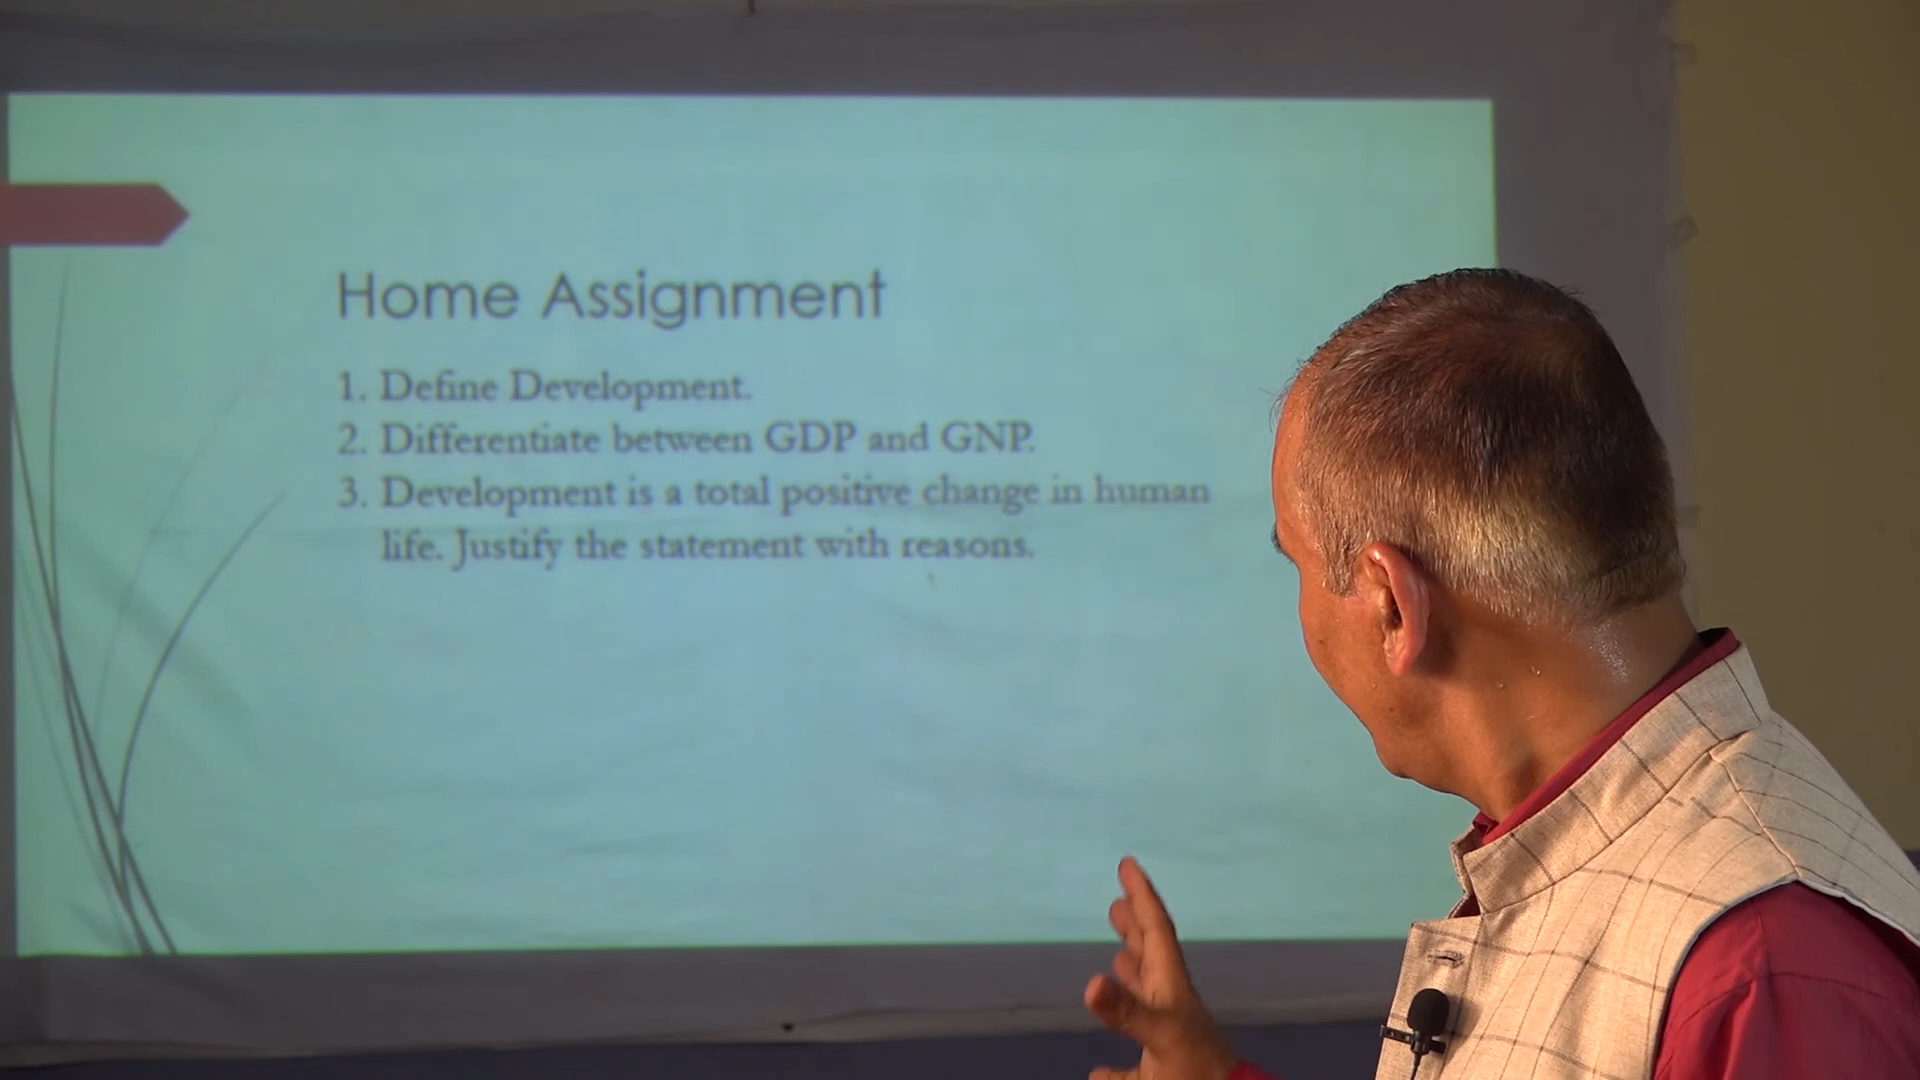 Home Assignment
1. Define Development.
2. Differentiate between GDP and GNP.
3. Development is a total positive change in human
life. Justify the statement with reasons.